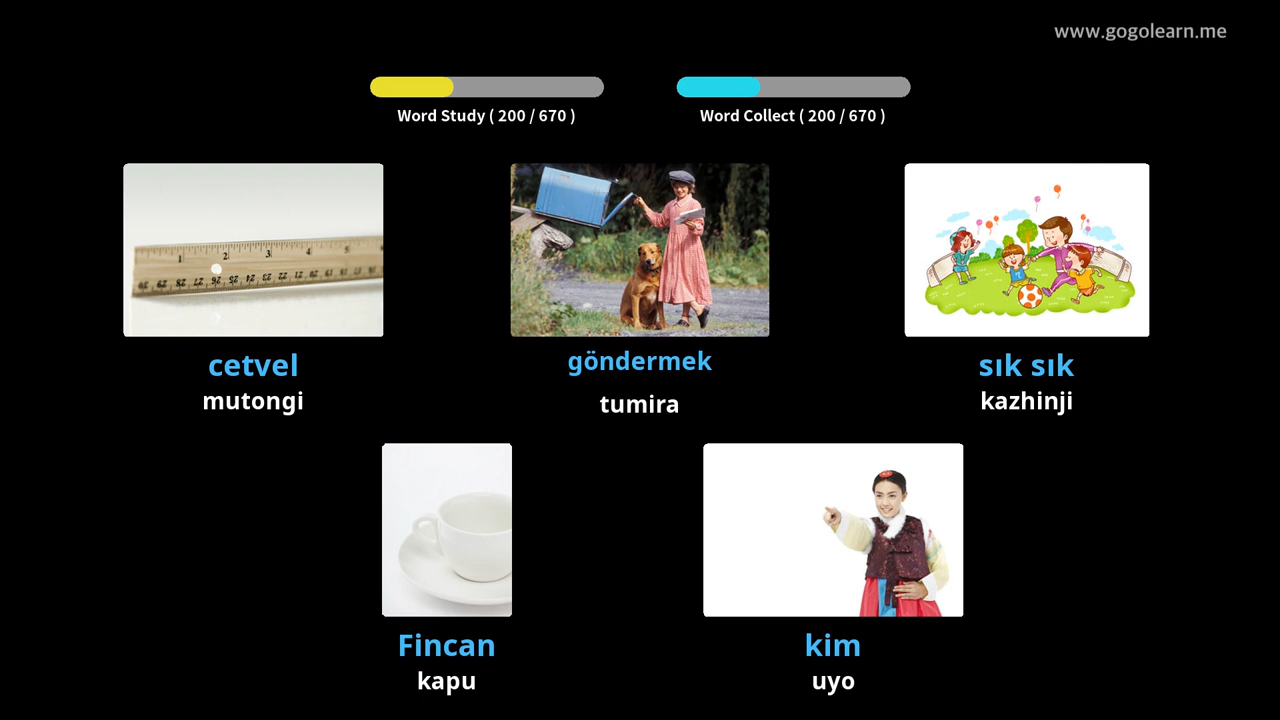 www.gogolearn.me
Word Study ( 200 / 670 )
Word Collect ( 200 / 670 )
cetvel
mutongi
göndermek
tumira
sık sık
kazhinji
Fincan
kapu
kim
uyo